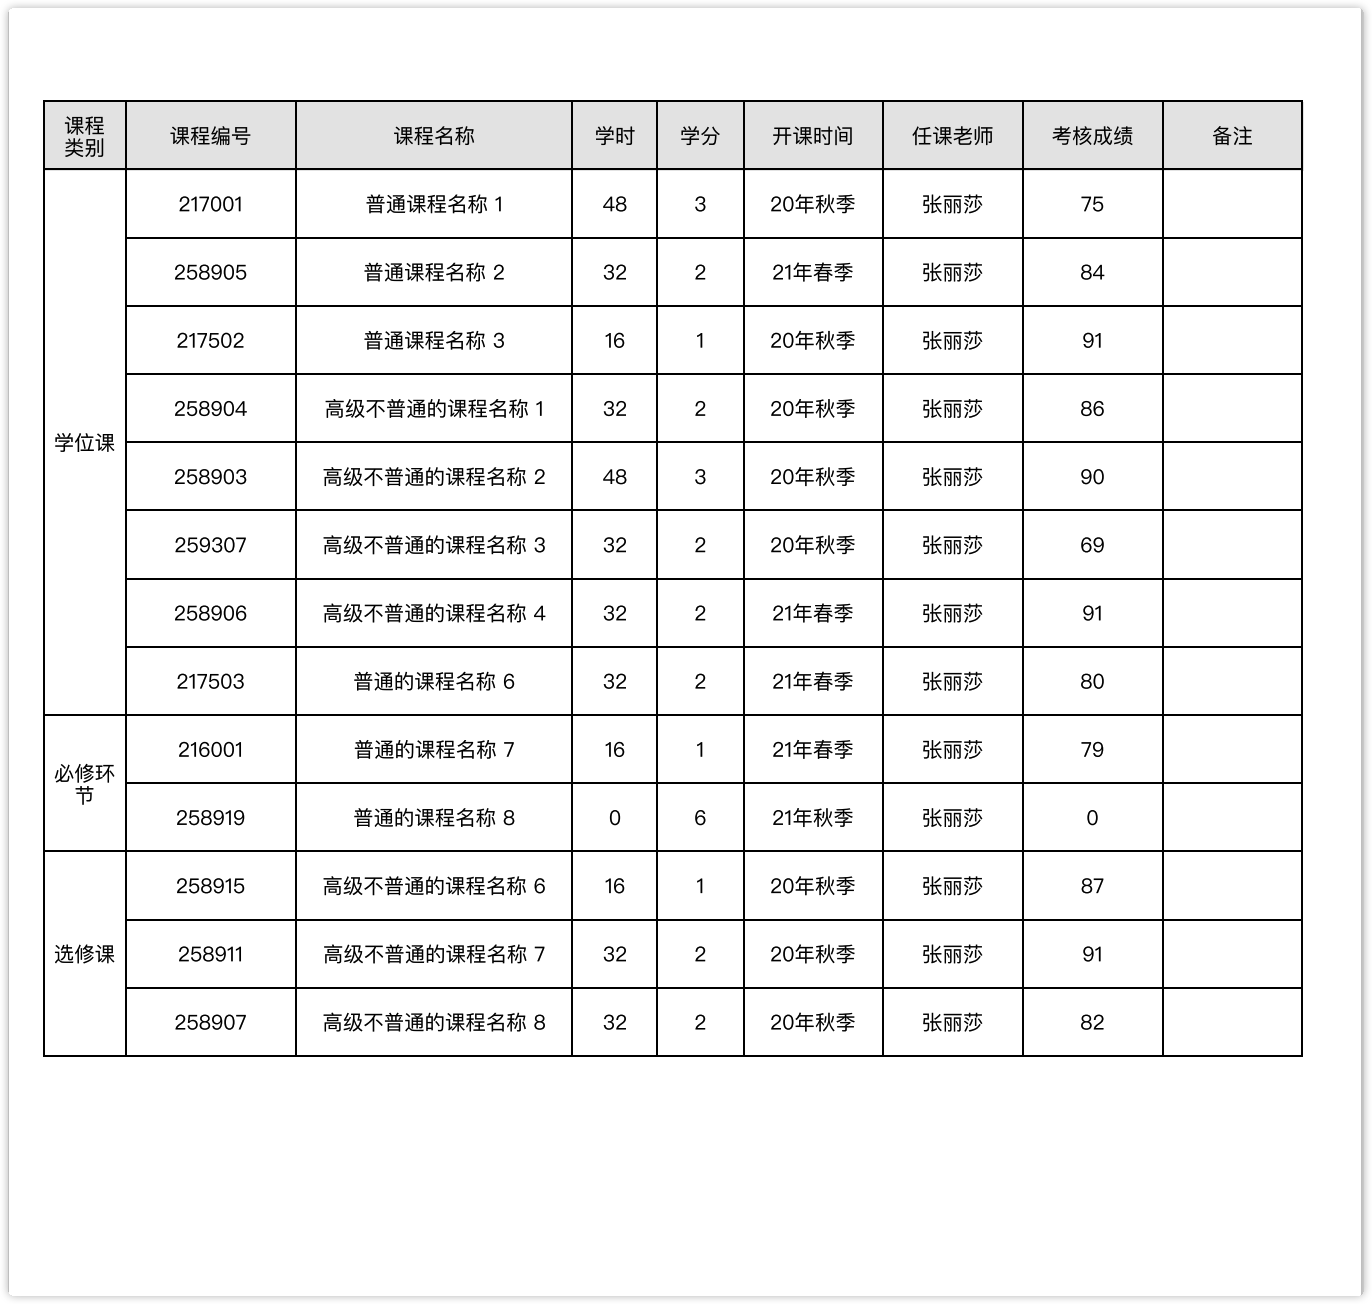 课程
类别 课程编号 课程名称 学时 学分 开课时间 任课老师 考核成绩 备注
学位课
217001 普通课程名称 1 48 3 20年秋季 张丽莎 75
258905 普通课程名称 2 32 2 21年春季 张丽莎 84
217502 普通课程名称 3 16 1 20年秋季 张丽莎 91
258904 高级不普通的课程名称 1 32 2 20年秋季 张丽莎 86
258903 高级不普通的课程名称 2 48 3 20年秋季 张丽莎 90
259307 高级不普通的课程名称 3 32 2 20年秋季 张丽莎 69
258906 高级不普通的课程名称 4 32 2 21年春季 张丽莎 91
217503 普通的课程名称 6 32 2 21年春季 张丽莎 80
必修环
节
216001 普通的课程名称 7 16 1 21年春季 张丽莎 79
258919 普通的课程名称 8 0 6 21年秋季 张丽莎 0
选修课
258915 高级不普通的课程名称 6 16 1 20年秋季 张丽莎 87
258911 高级不普通的课程名称 7 32 2 20年秋季 张丽莎 91
258907 高级不普通的课程名称 8 32 2 20年秋季 张丽莎 82